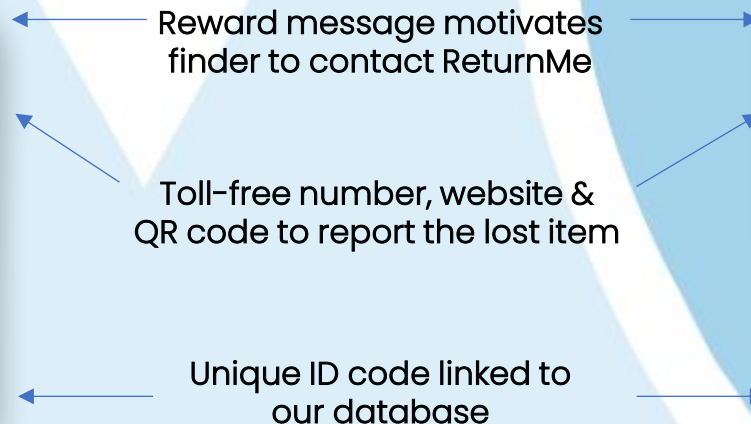 Reward message motivates
finder to contact ReturnMe
Toll-free number, website &
QR code to report the lost item
Unique ID code linked to
our database